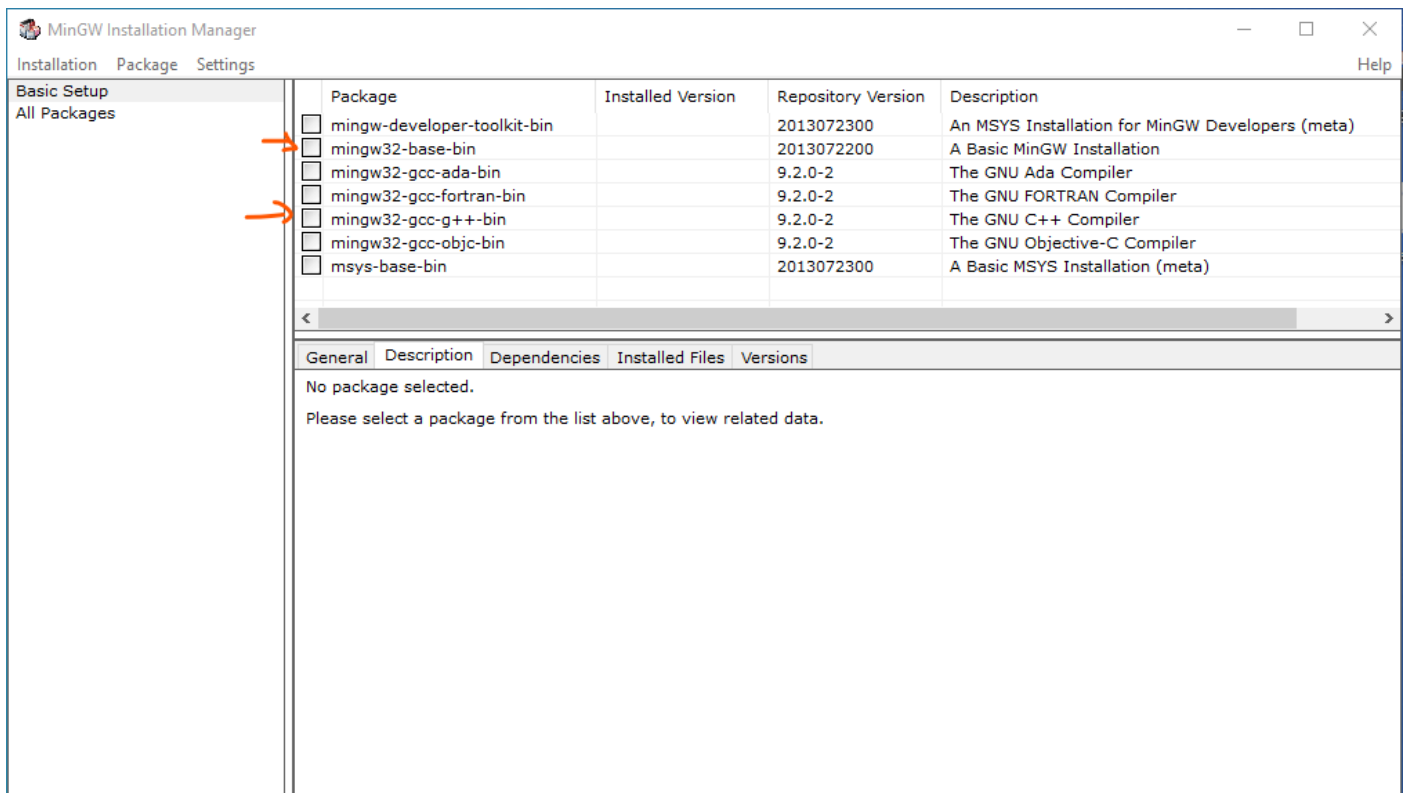 MinGW Installation Manager
Installation Package Settings Help
Basic Setup
All Packages
Package Installed Version Repository Version Description
mingw-developer-toolkit-bin 2013072300 An MSYS Installation for MinGW Developers (meta)
mingw32-base-bin 2013072200 A Basic MinGW Installation
mingw32-gcc-ada-bin 9.2.0-2 The GNU Ada Compiler
mingw32-gcc-fortran-bin 9.2.0-2 The GNU FORTRAN Compiler
mingw32-gcc-g++-bin 9.2.0-2 The GNU C++ Compiler
mingw32-gcc-objc-bin 9.2.0-2 The GNU Objective-C Compiler
msys-base-bin 2013072300 A Basic MSYS Installation (meta)
General Description Dependencies Installed Files Versions
No package selected.
Please select a package from the list above, to view related data.